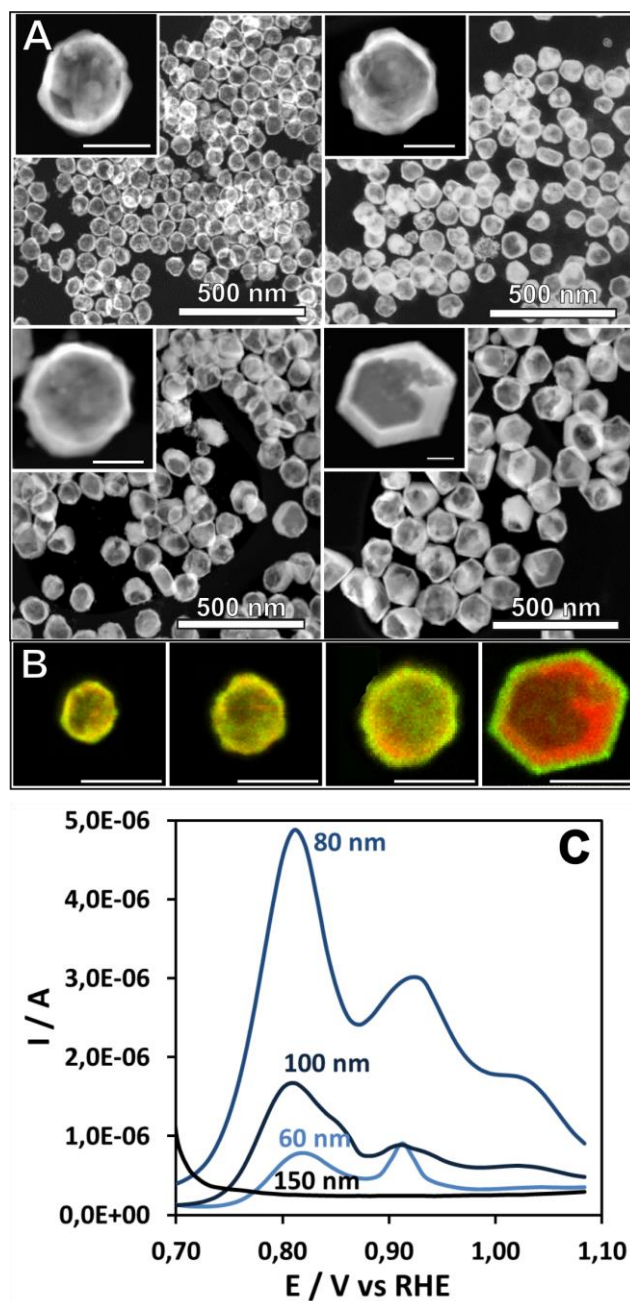 A
500 nm
500 nm
500 nm
500 nm
B
C
5,0E-06
80 nm
4,0E-06
3,0E-06
I / A
2,0E-06
100 nm
1,0E-06
60 nm
150 nm
0,0E+00
0,70
0,80
0,90
1,00
1,10
E / V vs RHE